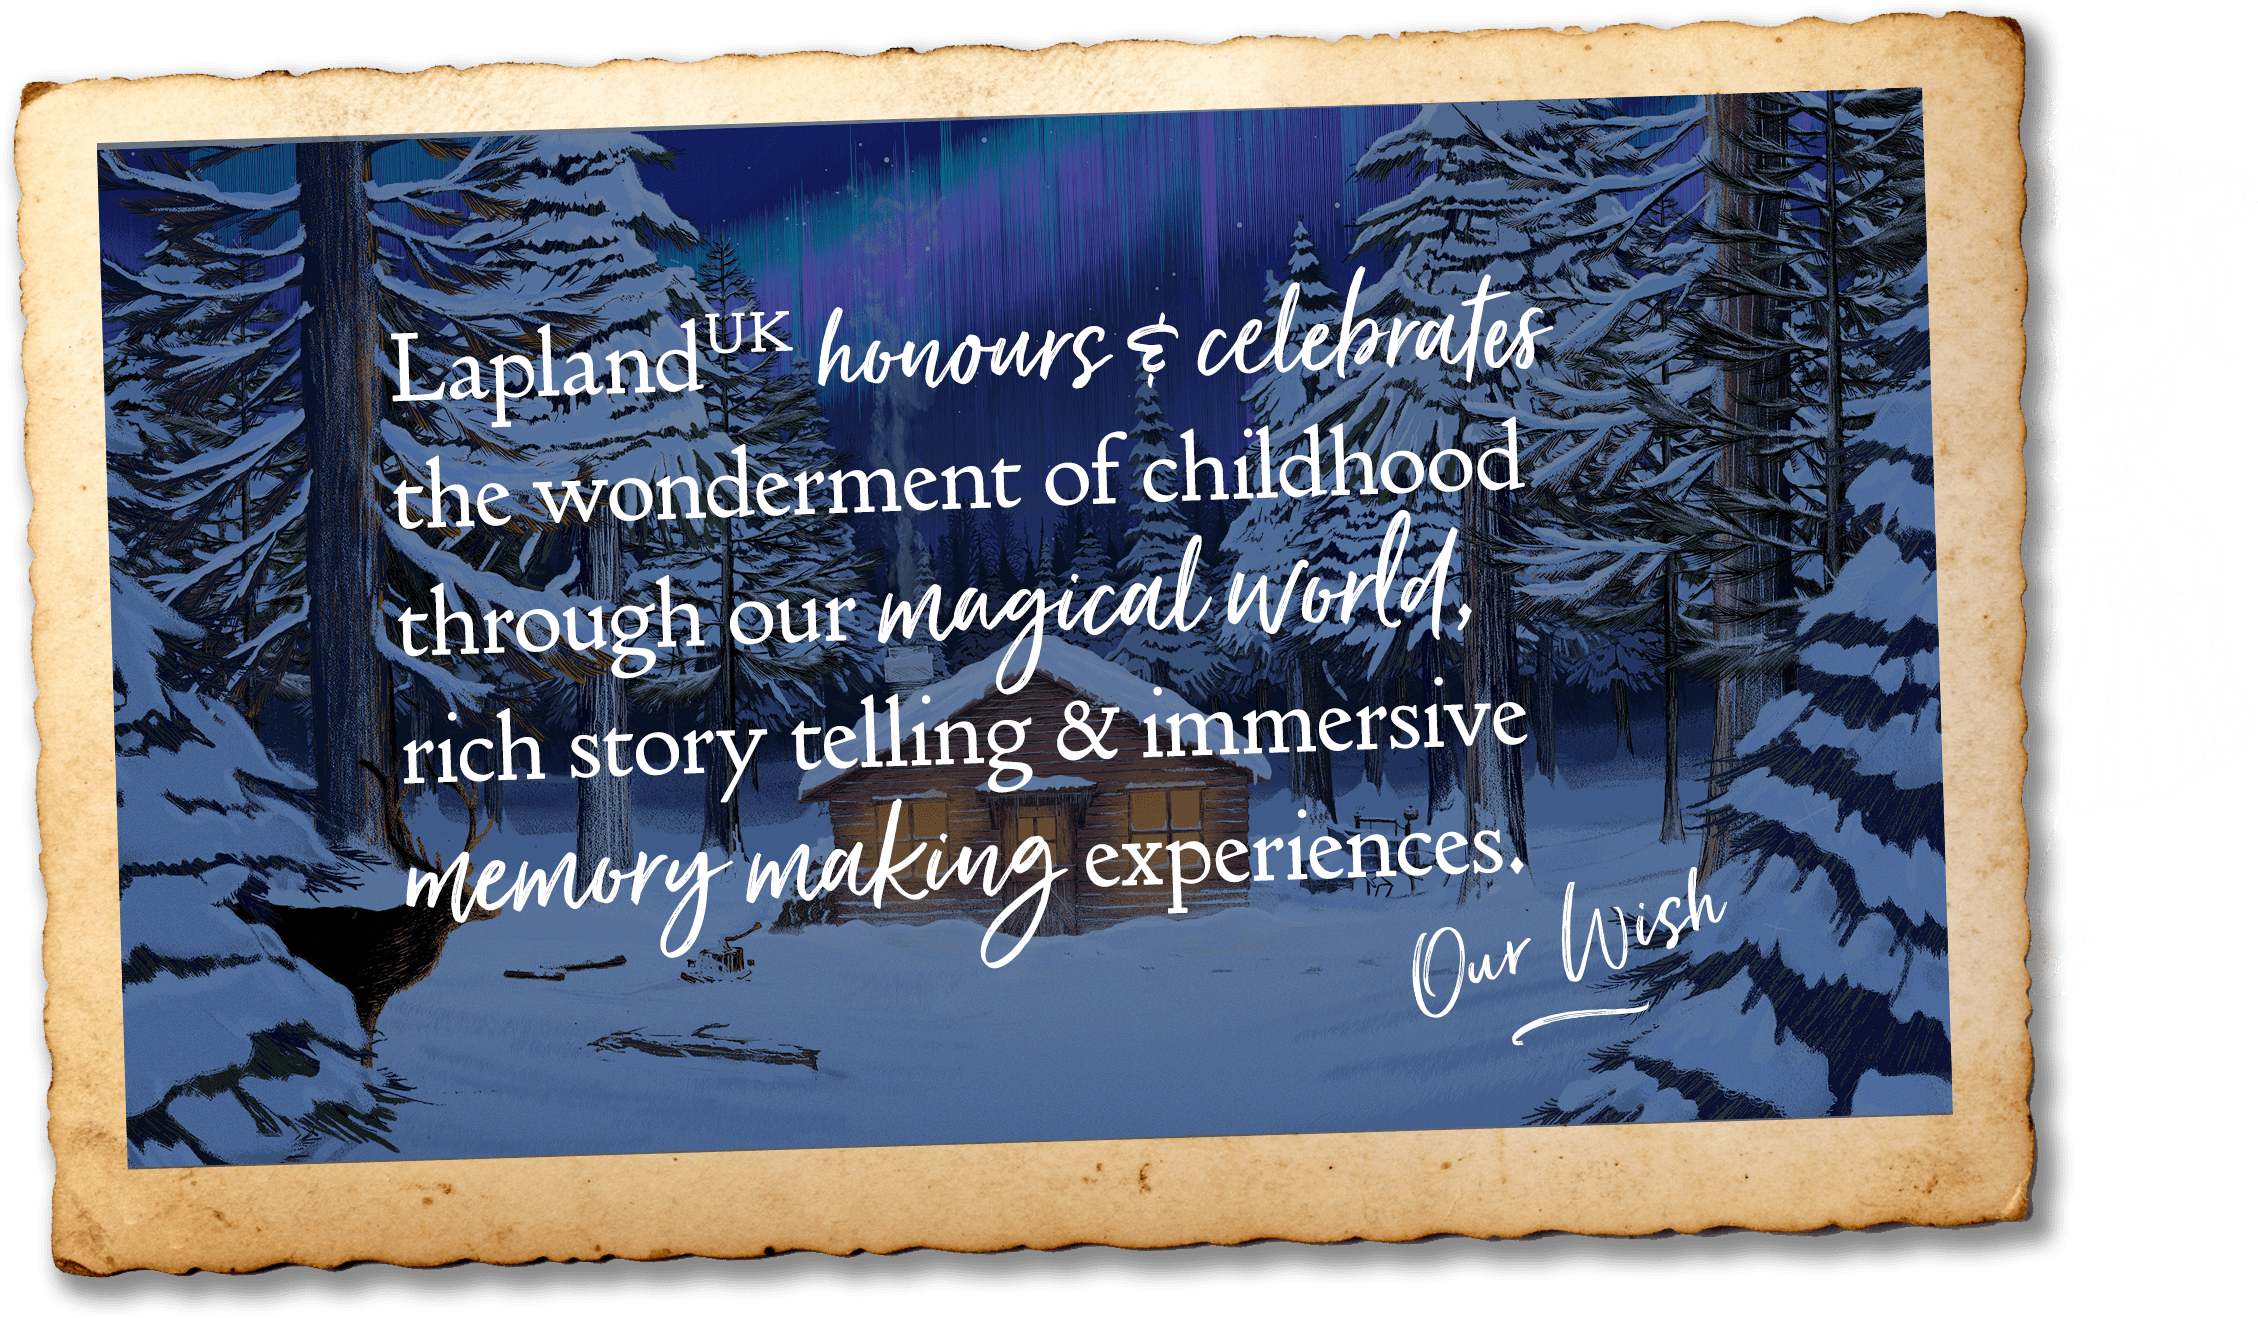 Lapland UK honours & celebrates
the wonderment of childhood
through our magical world,
rich story telling & immersive
memory making experiences.
Our Wish